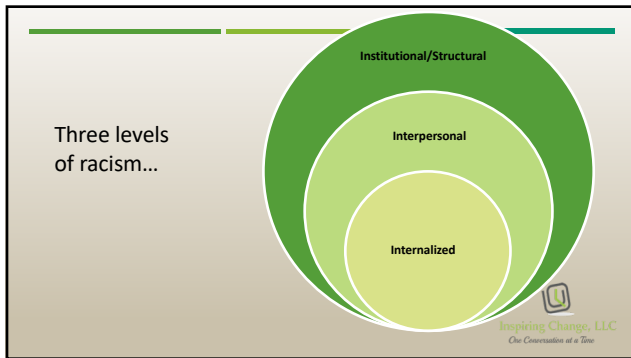 Institutional/Structural
Three levels
of racism…
Interpersonal
Internalized
Inspiring Change, LLC
One Conversation at a Time